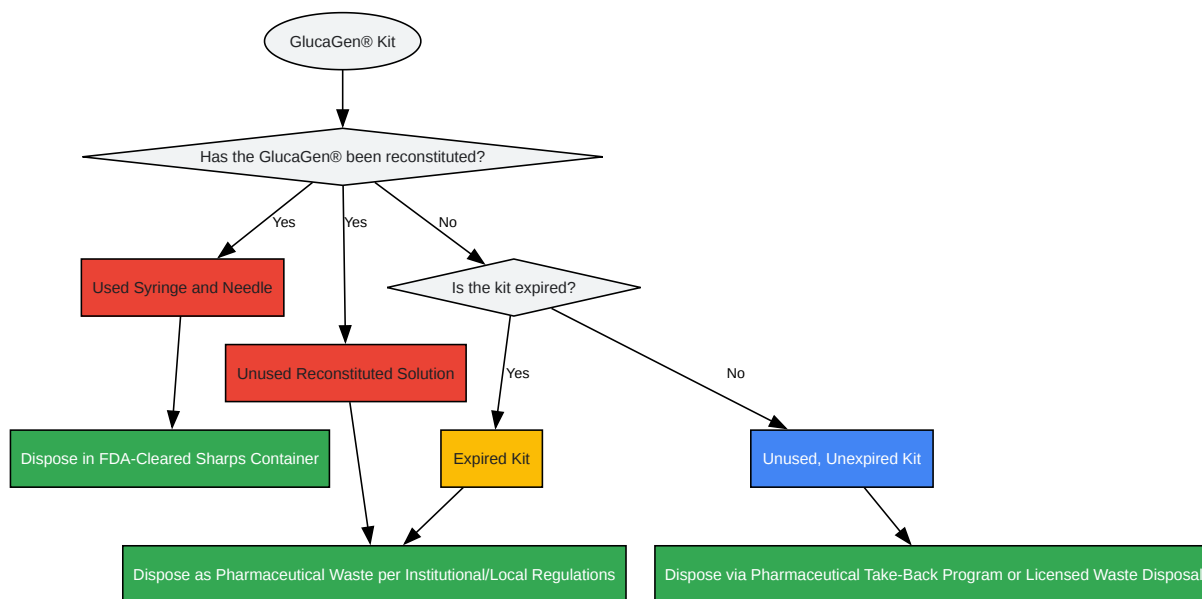 GlucaGen® Kit
Has the GlucaGen® been reconstituted?
Yes
Yes
No
Used Syringe and Needle
Is the kit expired?
Unused Reconstituted Solution
Yes
No
Dispose in FDA-Cleared Sharps Container
Expired Kit
Unused, Unexpired Kit
Dispose as Pharmaceutical Waste per Institutional/Local Regulations
Dispose via Pharmaceutical Take-Back Program or Licensed Waste Disposal